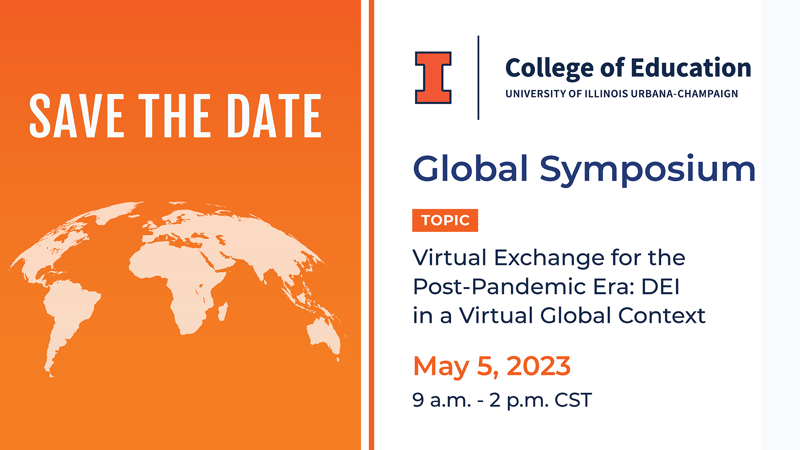 SAVE THE DATE
College of Education
UNIVERSITY OF ILLINOIS URBANA-CHAMPAIGN
Global Symposium
TOPIC
Virtual Exchange for the
Post-Pandemic Era: DEI
in a Virtual Global Context
May 5, 2023
9 a.m. - 2 p.m. CST